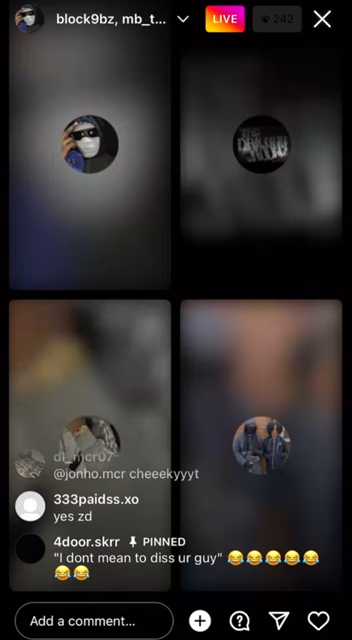 block9bz, mb_t...
LIVE
242
di_mcr07
@jonho.mcr cheeekyyyt
333paidss.xo
yes zd
4door.skrr PINNED
"I dont mean to diss ur guy" 😂😂😂😂😂
😂😂
Add a comment...